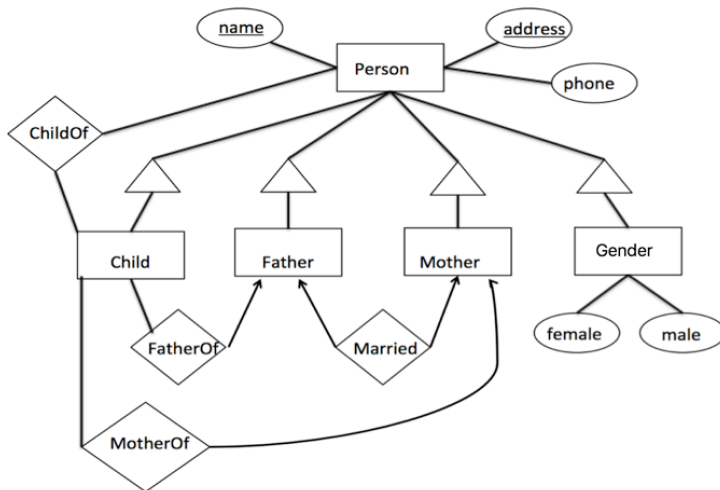 name
address
Person
phone
ChildOf
Child
Father
Mother
Gender
FatherOf
Married
female
male
MotherOf